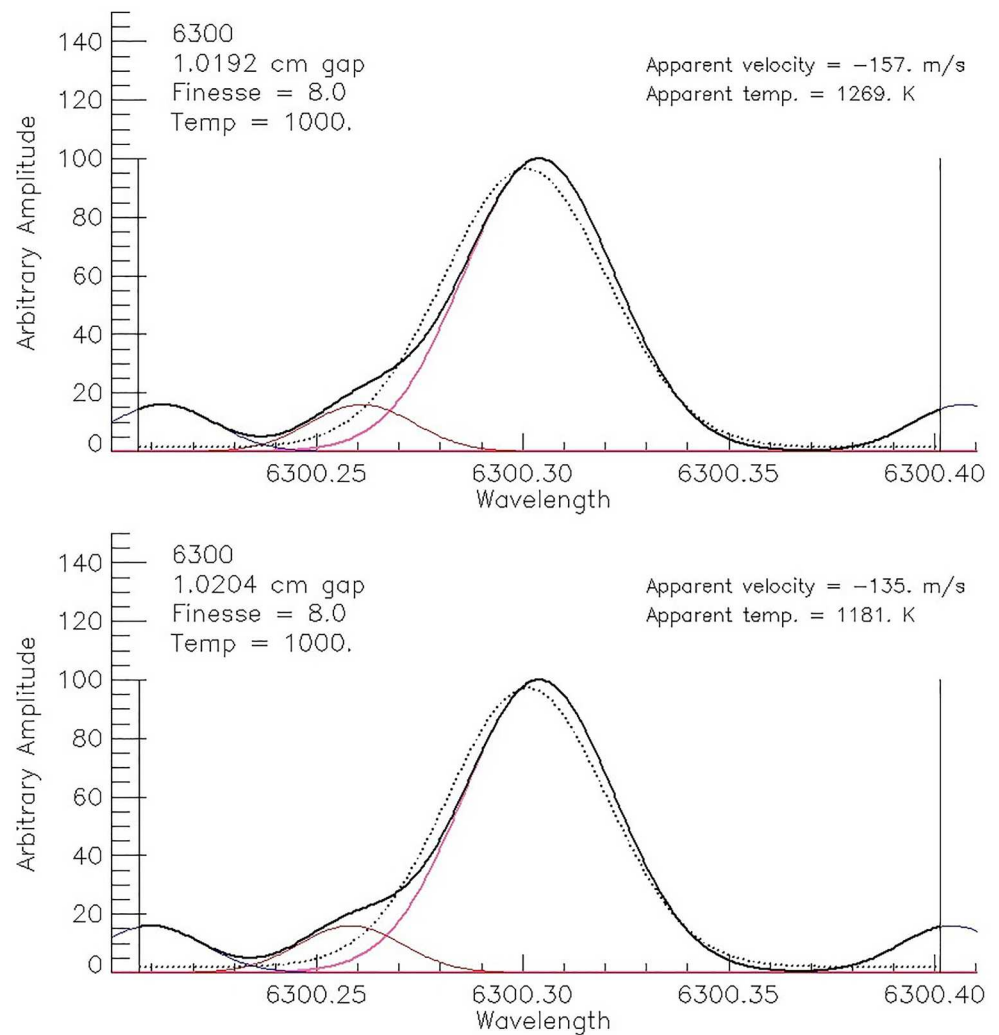 6300
1.0192 cm gap
Finesse = 8.0
Temp = 1000.
Apparent velocity = −157. m/s
Apparent temp. = 1269. K
Arbitrary Amplitude
140
120
100
80
60
40
20
0
6300.25 6300.30 6300.35 6300.40
Wavelength
6300
1.0204 cm gap
Finesse = 8.0
Temp = 1000.
Apparent velocity = −135. m/s
Apparent temp. = 1181. K
Arbitrary Amplitude
140
120
100
80
60
40
20
0
6300.25 6300.30 6300.35 6300.40
Wavelength